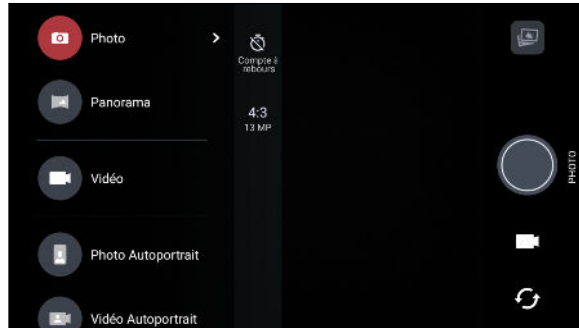 Photo
Panorama
Vidéo
Photo Autoportrait
Vidéo Autoportrait
Compte à
rebours
4:3
13 MP
PHOTO